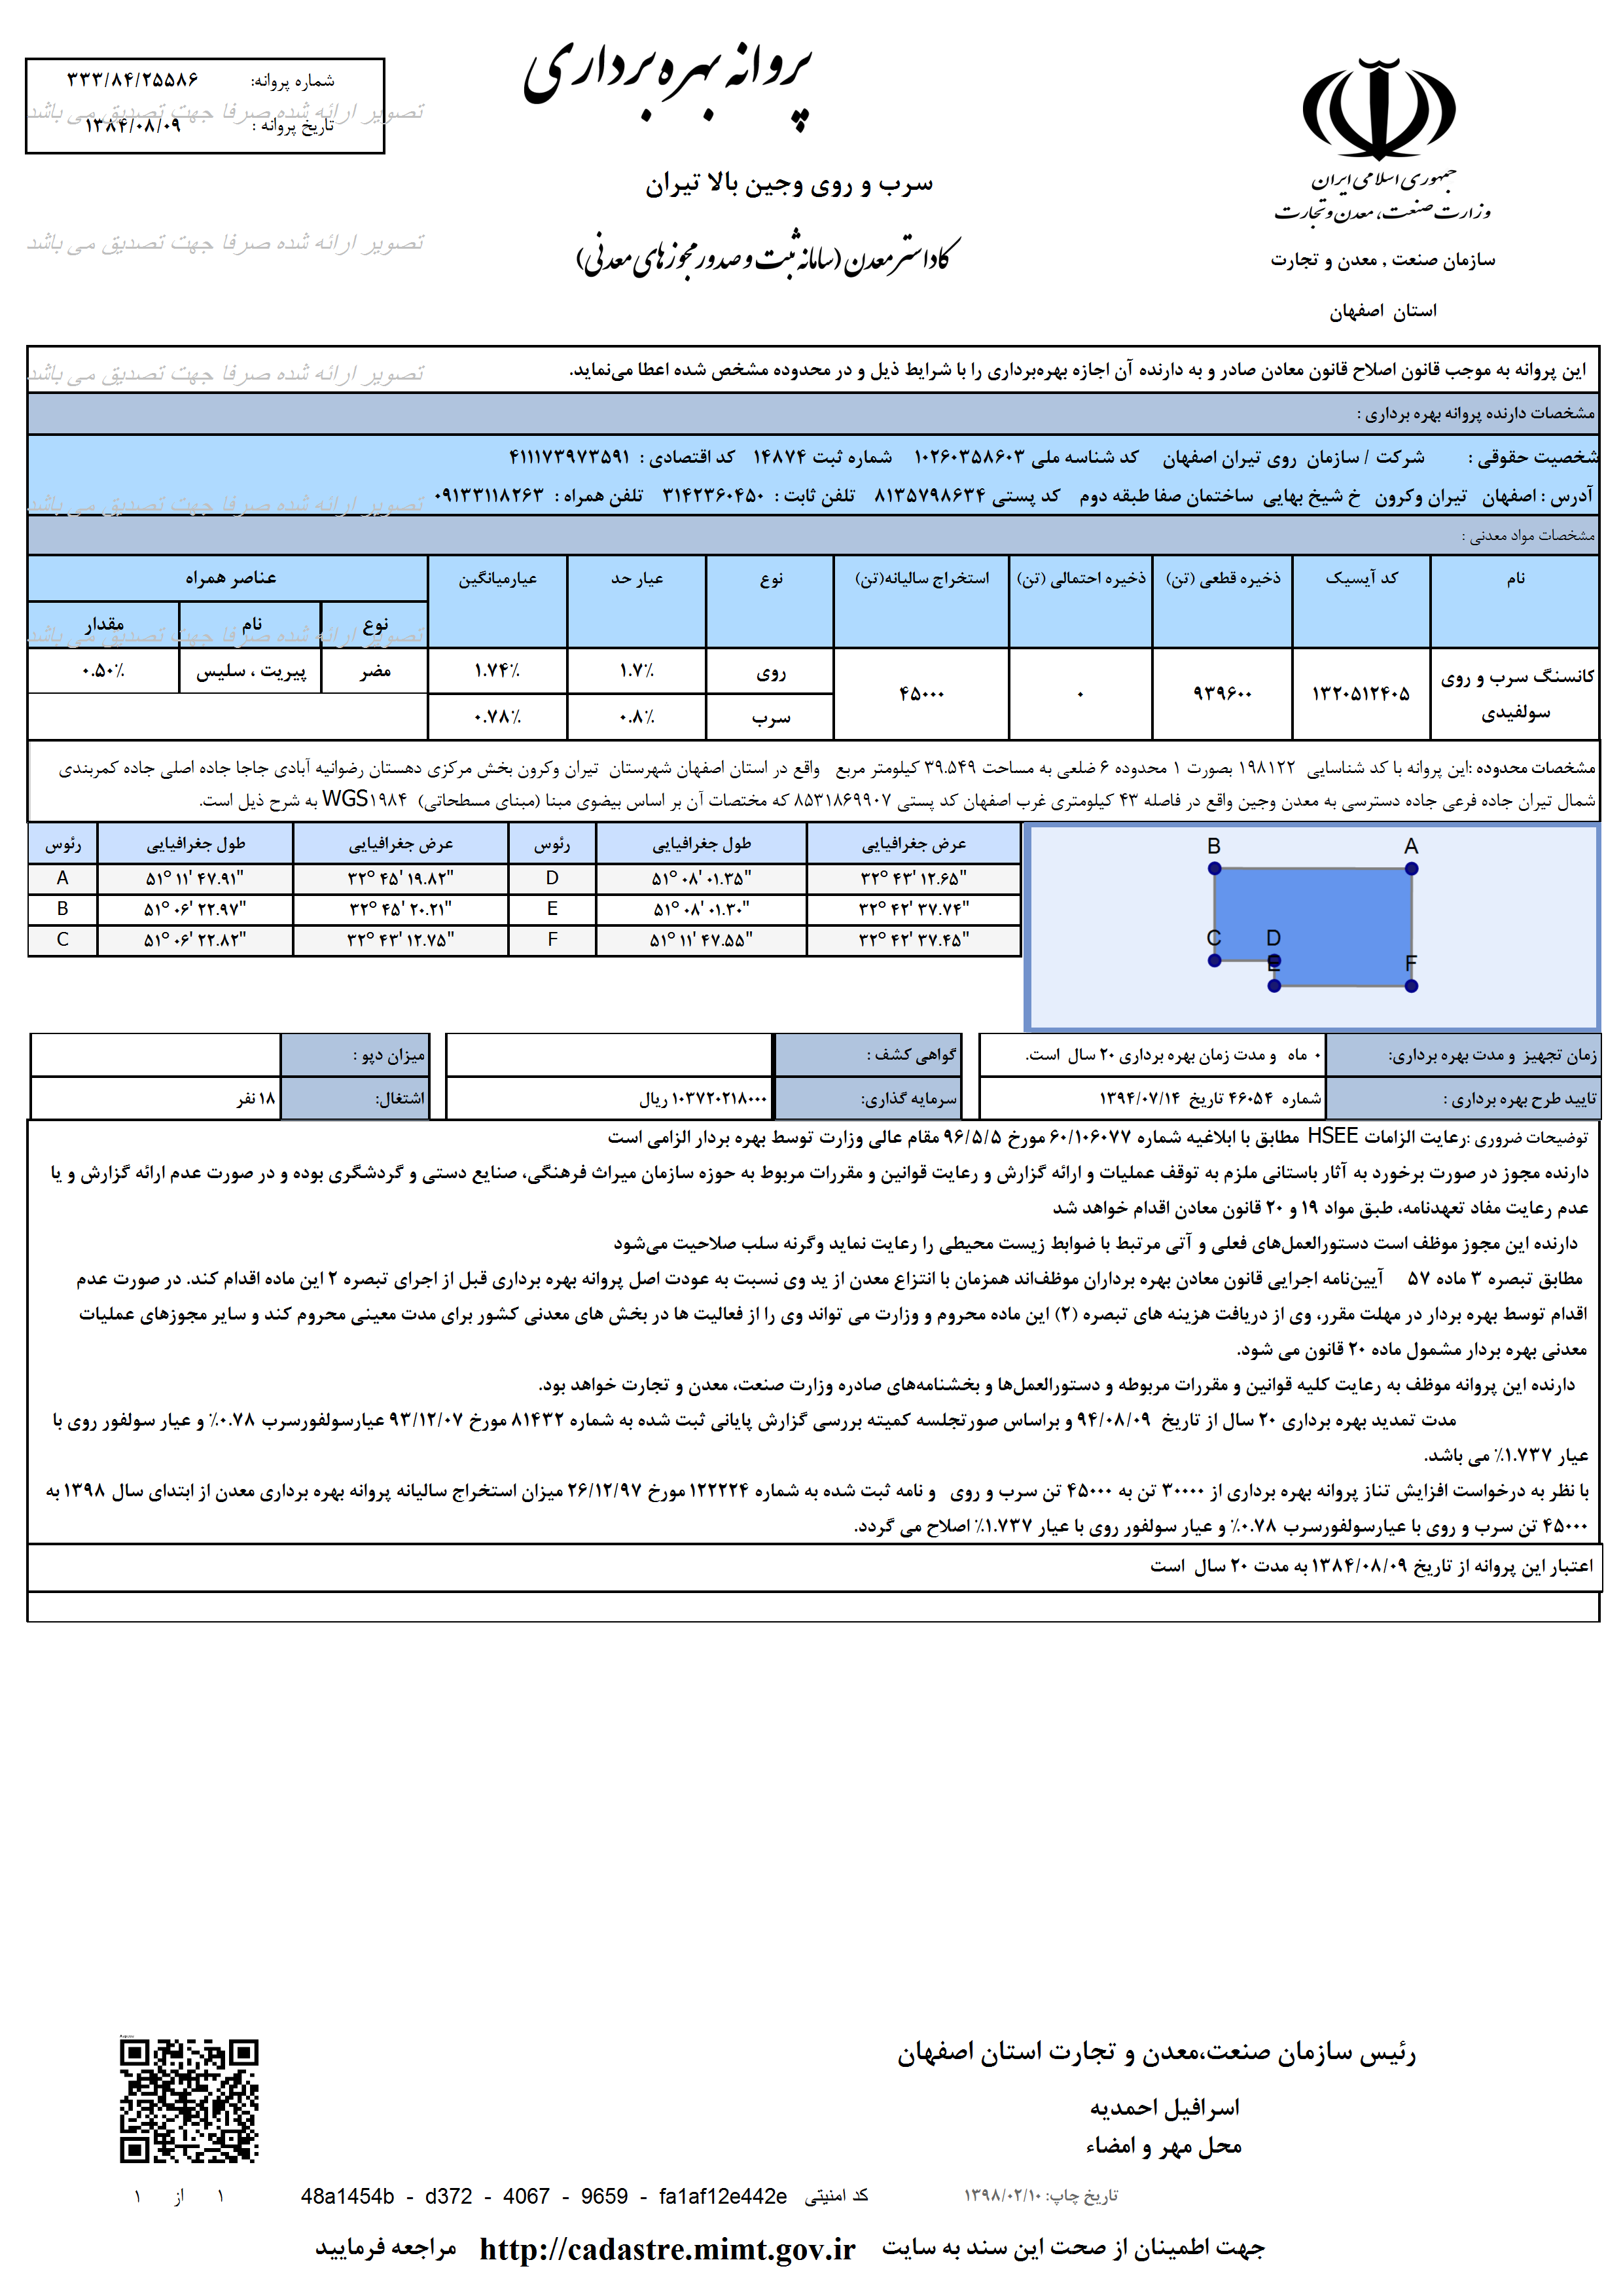 پروانه بهره برداری
سرب و روی وجین بالا تیران
کاداستر معدن (سامانه ثبت و صدور مجوزهای معدنی)
جمهوری اسلامی ایران
وزارت صنعت، معدن و تجارت
سازمان صنعت , معدن و تجارت
استان اصفهان
شماره پروانه: ۳۳۳/۸۴/۲۵۵۸۶
تصویر ارائه شده صرفا جهت تصدیق می باشد
تاریخ پروانه : ۱۳۸۴/۰۸/۰۹
تصویر ارائه شده صرفا جهت تصدیق می باشد
تصویر ارائه شده صرفا جهت تصدیق می باشد
این پروانه به موجب قانون اصلاح قانون معادن صادر و به دارنده آن اجازه بهره‌برداری را با شرایط ذیل و در محدوده مشخص شده اعطا می‌نماید.
مشخصات دارنده پروانه بهره برداری :
شخصیت حقوقی : شرکت / سازمان روی تیران اصفهان کد شناسه ملی ۱۰۲۶۰۳۵۸۶۰۳ شماره ثبت ۱۴۸۷۴ کد اقتصادی : ۴۱۱۱۷۳۹۷۳۵۹۱
آدرس : اصفهان تیران وکرون خ شیخ بهایی ساختمان صفا طبقه دوم کد پستی ۸۱۳۵۷۹۸۶۳۴ تلفن ثابت : ۳۱۴۲۳۶۰۴۵۰ تلفن همراه : ۰۹۱۳۳۱۱۸۲۶۳
تصویر ارائه شده صرفا جهت تصدیق می باشد
مشخصات مواد معدنی :
نام کد آیسیک ذخیره قطعی (تن) ذخیره احتمالی (تن) استخراج سالیانه(تن) نوع عیار حد عیارمیانگین عناصر همراه
نوع نام مقدار
تصویر ارائه شده صرفا جهت تصدیق می باشد
کانسنگ سرب و روی سولفیدی ۱۳۲۰۵۱۲۴۰۵ ۹۳۹۶۰۰ ۰ ۴۵۰۰۰ روی ۱.۷٪ ۱.۷۴٪ مضر پیریت ، سلیس ۰.۵۰٪
سرب ۰.۸٪ ۰.۷۸٪
مشخصات محدوده :این پروانه با کد شناسایی ۱۹۸۱۲۲ بصورت ۱ محدوده ۶ ضلعی به مساحت ۳۹.۵۴۹ کیلومتر مربع واقع در استان اصفهان شهرستان تیران وکرون بخش مرکزی دهستان رضوانیه آبادی جاجا جاده اصلی جاده کمربندی
شمال تیران جاده فرعی جاده دسترسی به معدن وجین واقع در فاصله ۴۳ کیلومتری غرب اصفهان کد پستی ۸۵۳۱۸۶۹۹۰۷ که مختصات آن بر اساس بیضوی مبنا (مبنای مسطحاتی) WGS۱۹۸۴ به شرح ذیل است.
رئوس طول جغرافیایی عرض جغرافیایی رئوس طول جغرافیایی عرض جغرافیایی
A ۵۱° ۱۱' ۴۷.۹۱" ۳۲° ۴۵' ۱۹.۸۲" D ۵۱° ۰۸' ۰۱.۳۵" ۳۲° ۴۳' ۱۲.۶۵"
B ۵۱° ۰۶' ۲۲.۹۷" ۳۲° ۴۵' ۲۰.۲۱" E ۵۱° ۰۸' ۰۱.۳۰" ۳۲° ۴۲' ۳۷.۷۴"
C ۵۱° ۰۶' ۲۲.۸۲" ۳۲° ۴۳' ۱۲.۷۵" F ۵۱° ۱۱' ۴۷.۵۵" ۳۲° ۴۲' ۳۷.۴۵"
B A
C D
E F
زمان تجهیز و مدت بهره برداری: ۰ ماه و مدت زمان بهره برداری ۲۰ سال است. گواهی کشف : میزان دپو :
تایید طرح بهره برداری : شماره ۴۶۰۵۴ تاریخ ۱۳۹۴/۰۷/۱۴ سرمایه گذاری: ۱۰۳۷۲۰۲۱۸۰۰۰ ریال اشتغال: ۱۸ نفر
توضیحات ضروری :رعایت الزامات HSEE مطابق با ابلاغیه شماره ۶۰/۱۰۶۰۷۷ مورخ ۹۶/۵/۵ مقام عالی وزارت توسط بهره بردار الزامی است
دارنده مجوز در صورت برخورد به آثار باستانی ملزم به توقف عملیات و ارائه گزارش و رعایت قوانین و مقررات مربوط به حوزه سازمان میراث فرهنگی، صنایع دستی و گردشگری بوده و در صورت عدم ارائه گزارش و یا
عدم رعایت مفاد تعهدنامه، طبق مواد ۱۹ و ۲۰ قانون معادن اقدام خواهد شد
دارنده این مجوز موظف است دستورالعمل‌های فعلی و آتی مرتبط با ضوابط زیست محیطی را رعایت نماید وگرنه سلب صلاحیت می‌شود
مطابق تبصره ۳ ماده ۵۷ آیین‌نامه اجرایی قانون معادن بهره برداران موظف‌اند همزمان با انتزاع معدن از ید وی نسبت به عودت اصل پروانه بهره برداری قبل از اجرای تبصره ۲ این ماده اقدام کند. در صورت عدم
اقدام توسط بهره بردار در مهلت مقرر، وی از دریافت هزینه های تبصره (۲) این ماده محروم و وزارت می تواند وی را از فعالیت ها در بخش های معدنی کشور برای مدت معینی محروم کند و سایر مجوزهای عملیات
معدنی بهره بردار مشمول ماده ۲۰ قانون می شود.
دارنده این پروانه موظف به رعایت کلیه قوانین و مقررات مربوطه و دستورالعمل‌ها و بخشنامه‌های صادره وزارت صنعت، معدن و تجارت خواهد بود.
مدت تمدید بهره برداری ۲۰ سال از تاریخ ۹۴/۰۸/۰۹ و براساس صورتجلسه کمیته بررسی گزارش پایانی ثبت شده به شماره ۸۱۴۳۲ مورخ ۹۳/۱۲/۰۷ عیارسولفورسرب ۰.۷۸٪ و عیار سولفور روی با
عیار ۱.۷۳۷٪ می باشد.
با نظر به درخواست افزایش تناژ پروانه بهره برداری از ۳۰۰۰۰ تن به ۴۵۰۰۰ تن سرب و روی و نامه ثبت شده به شماره ۱۲۲۲۲۴ مورخ ۲۶/۱۲/۹۷ میزان استخراج سالیانه پروانه بهره برداری معدن از ابتدای سال ۱۳۹۸ به
۴۵۰۰۰ تن سرب و روی با عیارسولفورسرب ۰.۷۸٪ و عیار سولفور روی با عیار ۱.۷۳۷٪ اصلاح می گردد.
اعتبار این پروانه از تاریخ ۱۳۸۴/۰۸/۰۹ به مدت ۲۰ سال است
رئیس سازمان صنعت،معدن و تجارت استان اصفهان
اسرافیل احمدیه
محل مهر و امضاء
تاریخ چاپ: ۱۳۹۸/۰۲/۱۰ کد امنیتی 48a1454b - d372 - 4067 - 9659 - fa1af12e442e ۱ از ۱
جهت اطمینان از صحت این سند به سایت http://cadastre.mimt.gov.ir مراجعه فرمایید